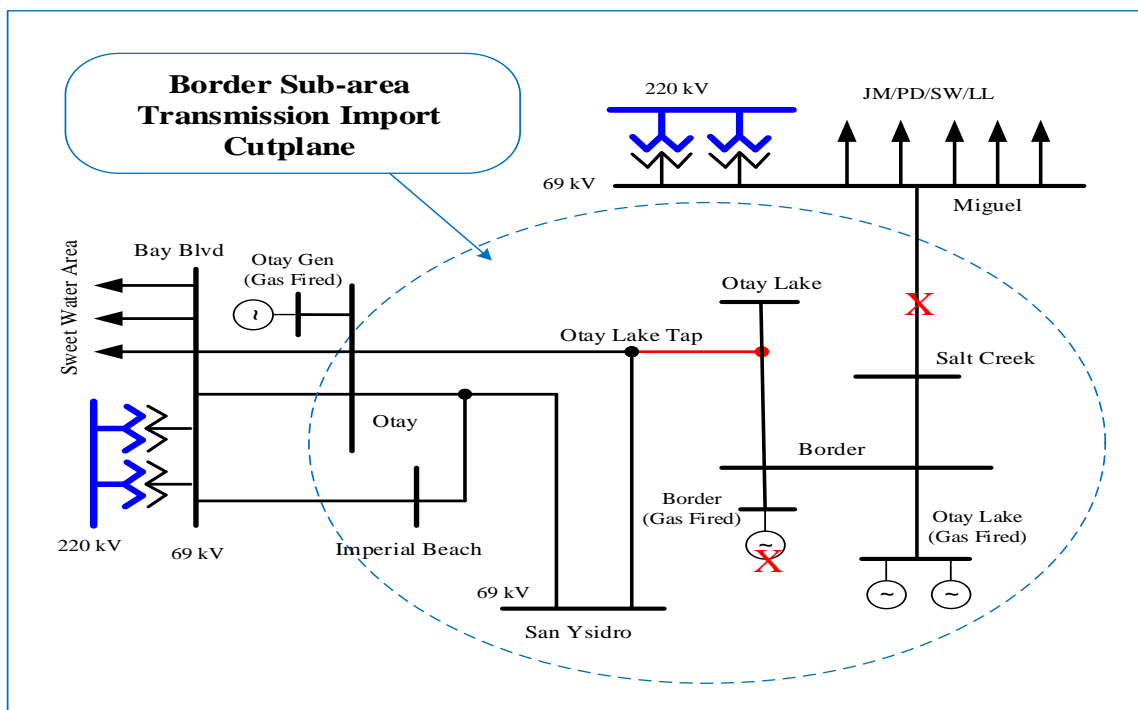 Border Sub-area
Transmission Import
Cutplane
220 kV
JM/PD/SW/LL
69 kV
Miguel
Bay Blvd
Otay Gen
(Gas Fired)
Sweet Water Area
Otay Lake
Otay Lake Tap
X
Salt Creek
Otay
Border
Border
(Gas Fired)
~
X
Otay Lake
(Gas Fired)
~
~
~
Imperial Beach
220 kV
69 kV
69 kV
San Ysidro